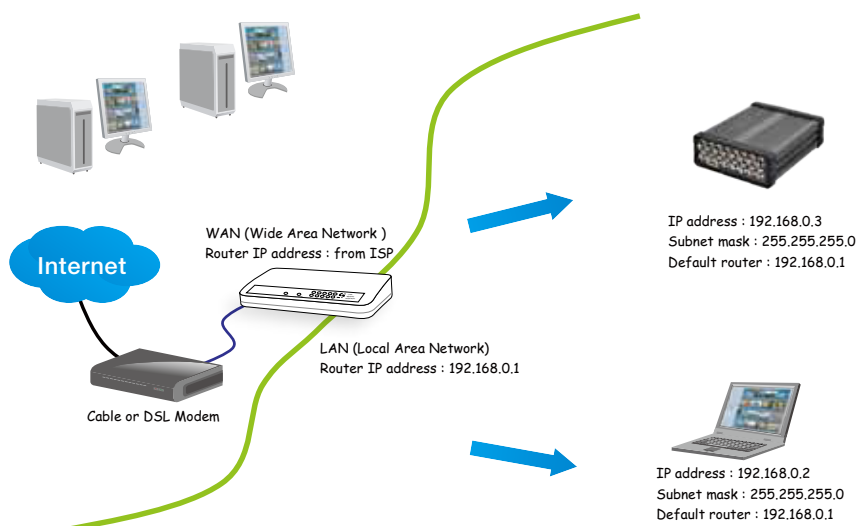 WAN (Wide Area Network )
Router IP address : from ISP
Internet
LAN (Local Area Network)
Router IP address : 192.168.0.1
Cable or DSL Modem
IP address : 192.168.0.3
Subnet mask : 255.255.255.0
Default router : 192.168.0.1
IP address : 192.168.0.2
Subnet mask : 255.255.255.0
Default router : 192.168.0.1